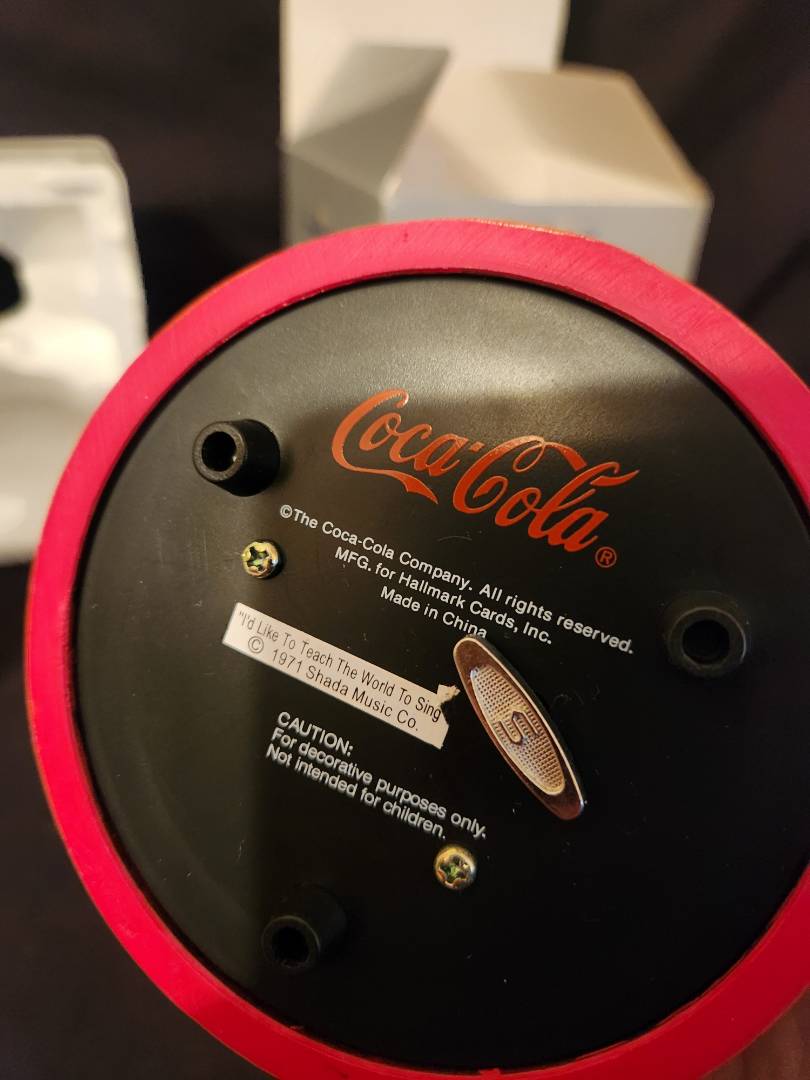 Coca-Cola®
©The Coca-Cola Company. All rights reserved.
MFG. for Hallmark Cards, Inc.
Made in China
"I'd Like To Teach The World To Sing
© 1971 Shada Music Co.
CAUTION:
For decorative purposes only.
Not intended for children.